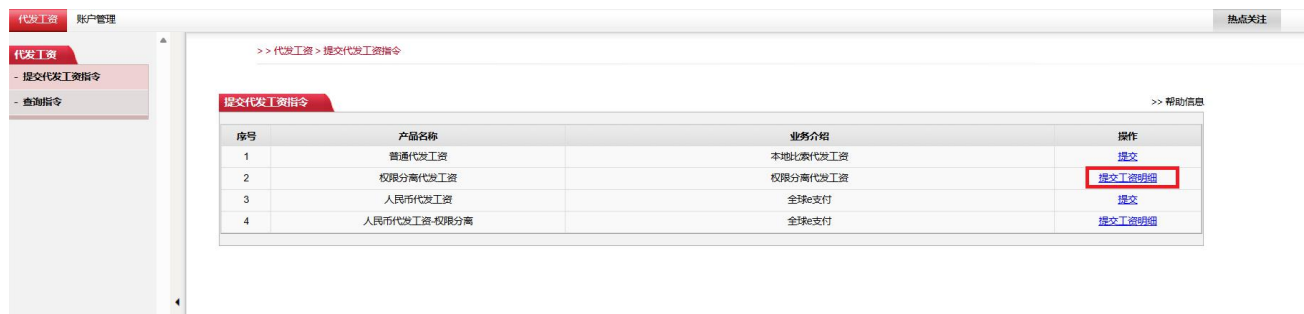 代发工资 账户管理 热点关注
代发工资
- 提交代发工资指令
- 查询指令
>> 代发工资 > 提交代发工资指令
提交代发工资指令 >> 帮助信息
序号 产品名称 业务介绍 操作
1 普通代发工资 本地比索代发工资 提交
2 权限分离代发工资 权限分离代发工资 提交工资明细
3 人民币代发工资 全球e支付 提交
4 人民币代发工资-权限分离 全球e支付 提交工资明细